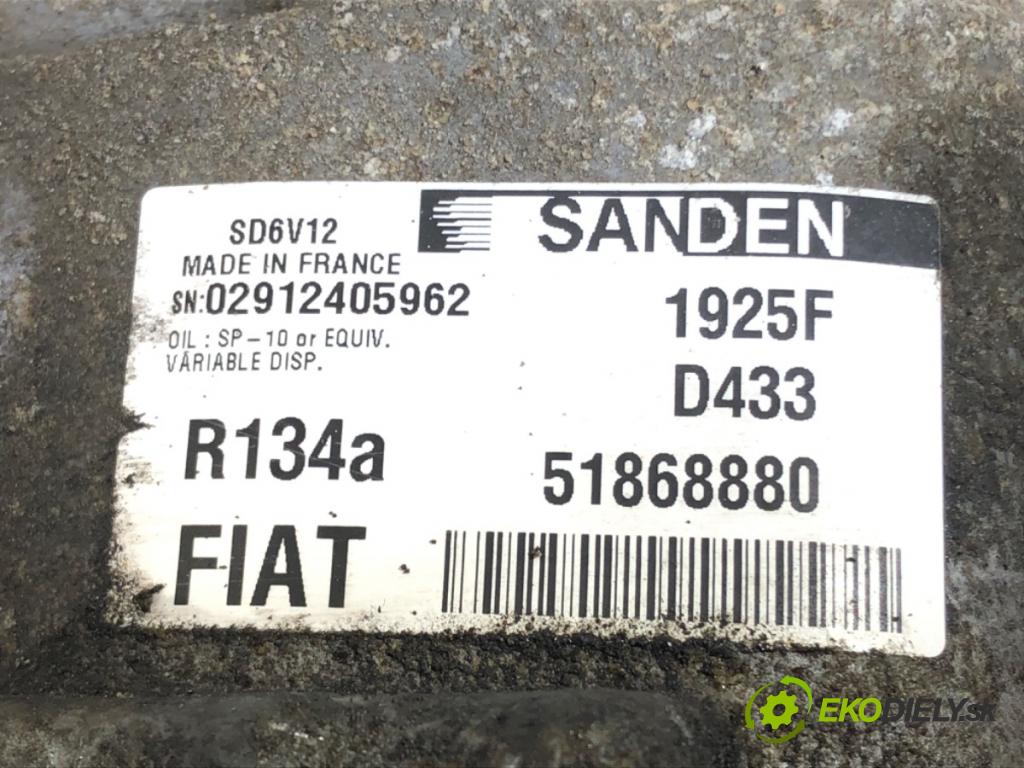 SD6V12
MADE IN FRANCE
SN:02912405962
OIL : SP-10 or EQUIV.
VARIABLE DISP.
R134a
FIAT
SANDEN
1925F
D433
51868880
EKODIELY.sk